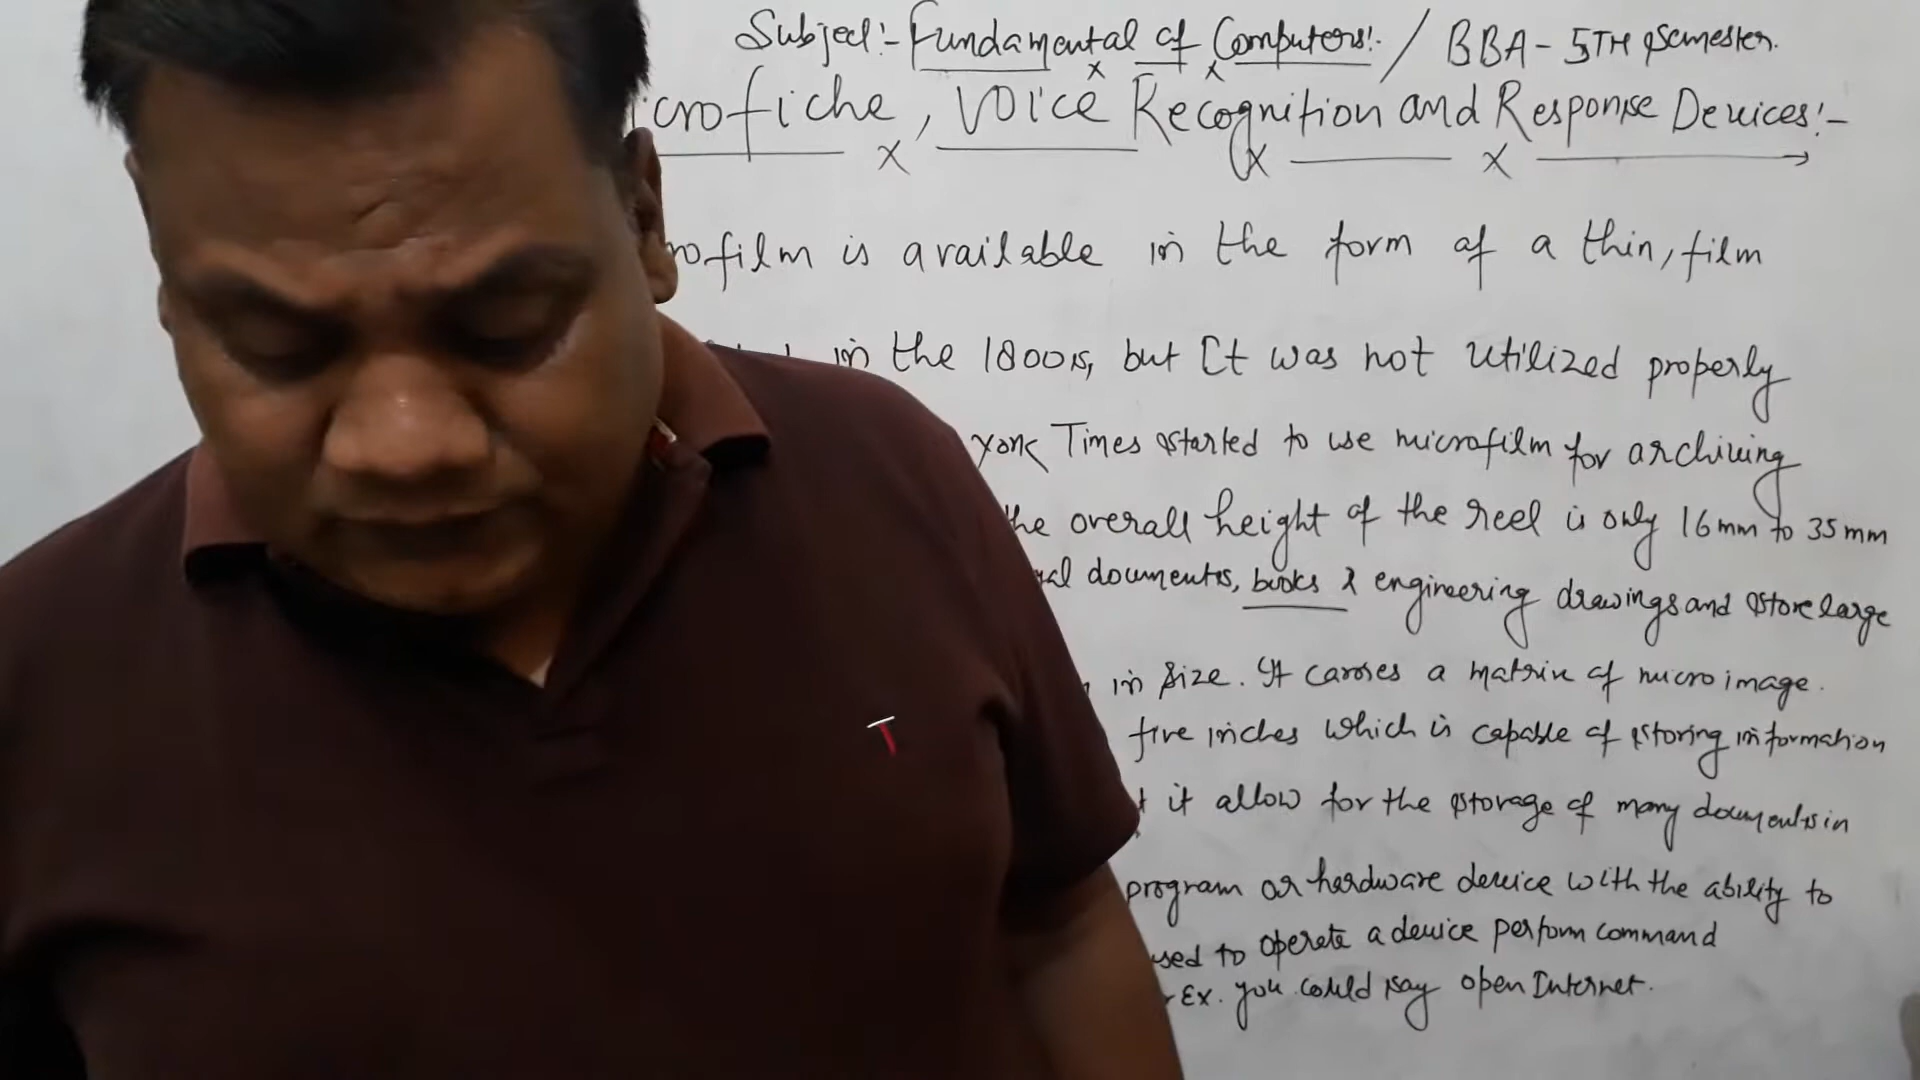 Subject:- Fundamental of Computers:- / BBA - 5TH Semester.
icrofiche, Voice Recognition and Response Devices:-
rofilm is available in the form of a thin, film
in the 1800s, but It was not utilized properly
york Times started to use microfilm for archiving
the overall height of the reel is only 16mm to 35mm
documents, books & engineering drawings and store large
in size. It carries a matrix of micro image.
five inches which is capable of storing information
it allow for the storage of many documents in
program or hardware device with the ability to
used to operate a device perform command
Ex. you could say open Internet.